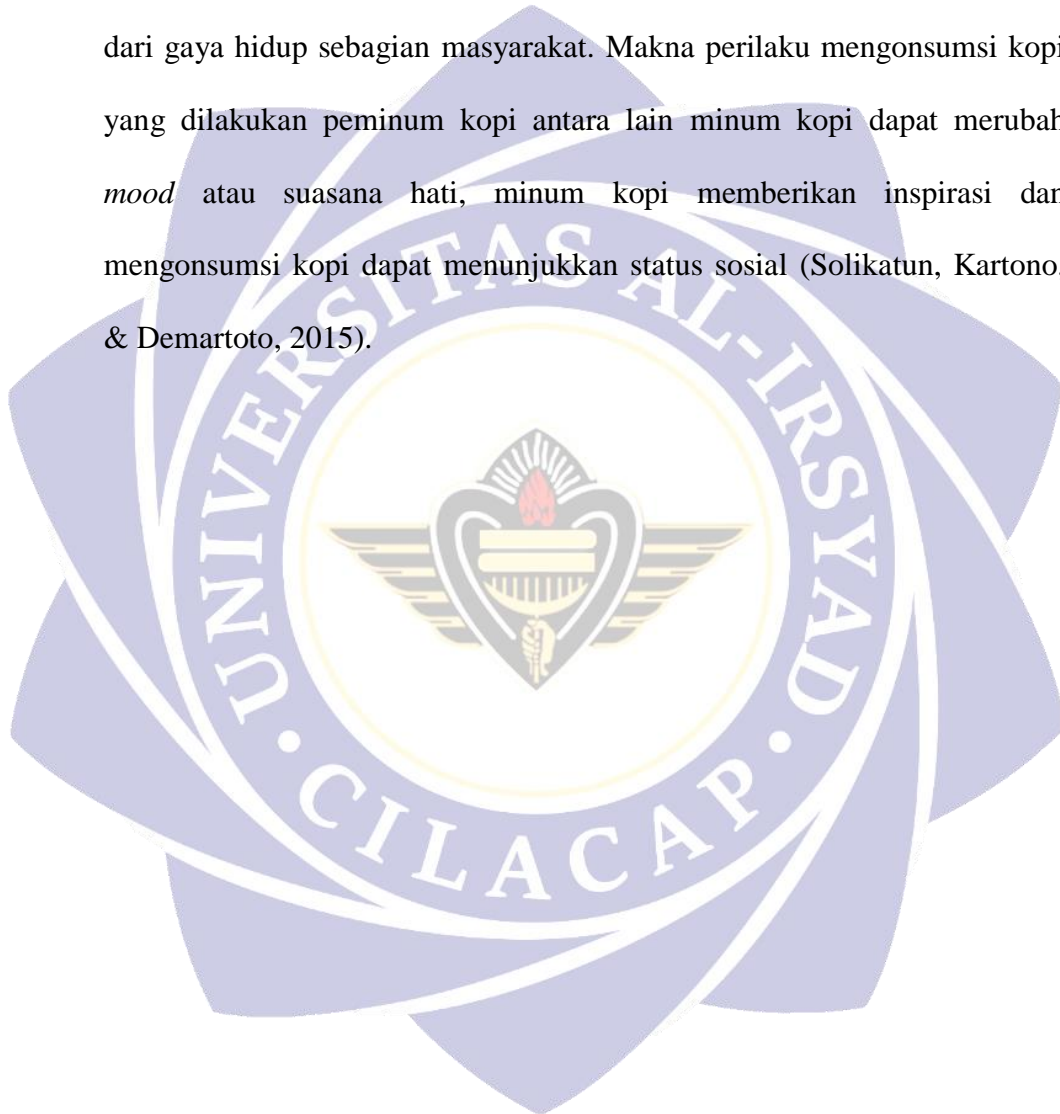 dari gaya hidup sebagian masyarakat. Makna perilaku mengonsumsi kopi
yang dilakukan peminum kopi antara lain minum kopi dapat merubah
mood atau suasana hati, minum kopi memberikan inspirasi dan
mengonsumsi kopi dapat menunjukkan status sosial (Solikatun, Kartono,
& Demartoto, 2015).
UNIVERSITAS AL-IRSYAD
• CILACAP •